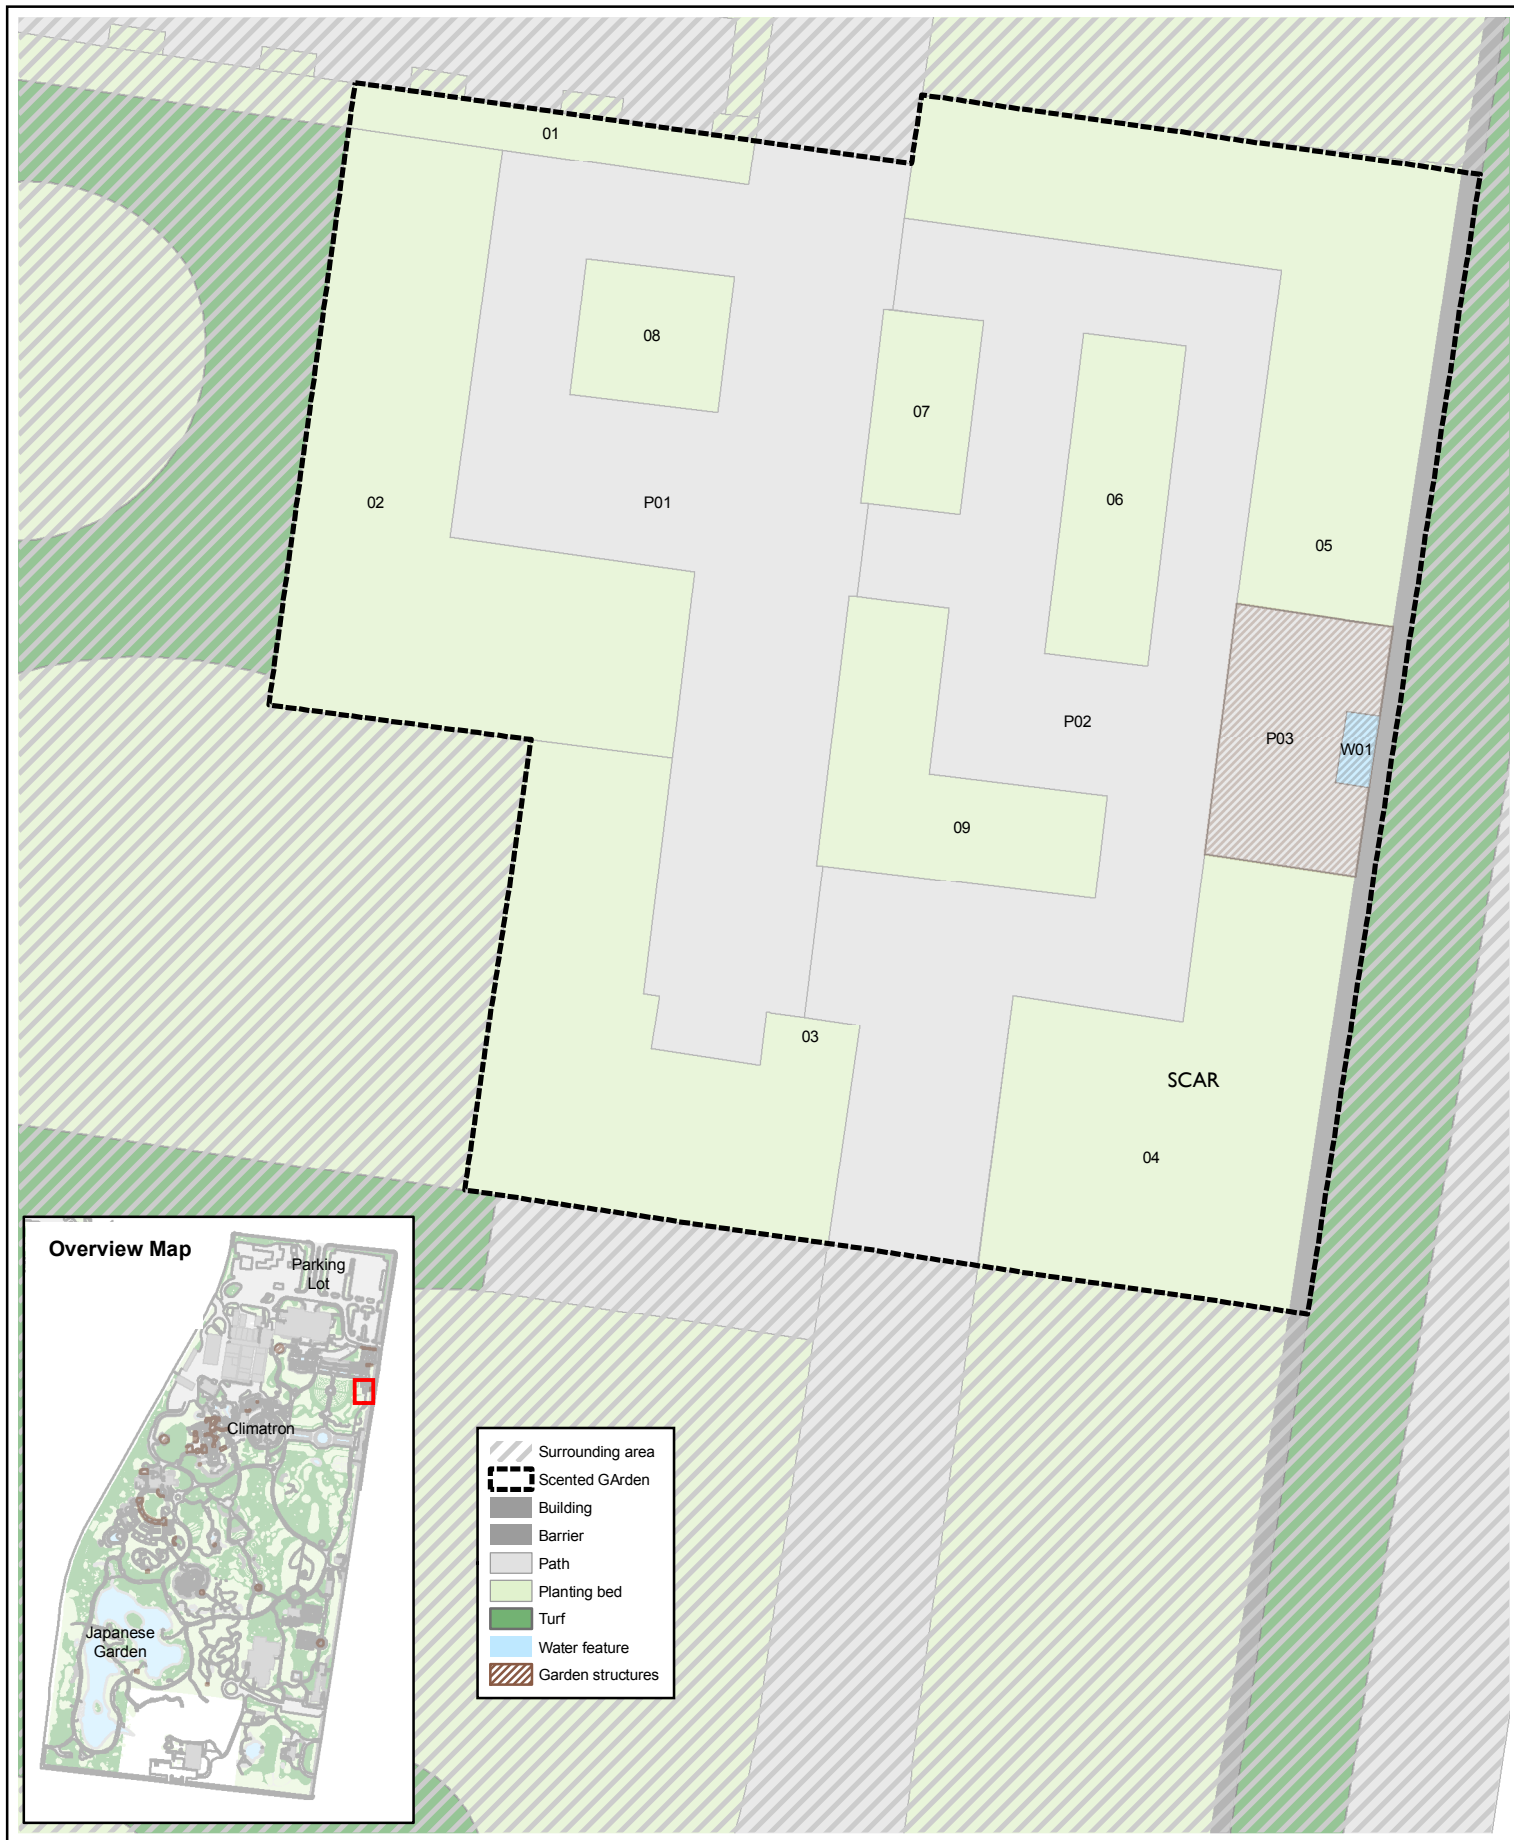 01
08
07
02
P01
06
05
P02
P03
W01
09
03
SCAR
04
Overview Map
Parking
Lot
Climatron
Japanese
Garden
Surrounding area
Scented GArden
Building
Barrier
Path
Planting bed
Turf
Water feature
Garden structures